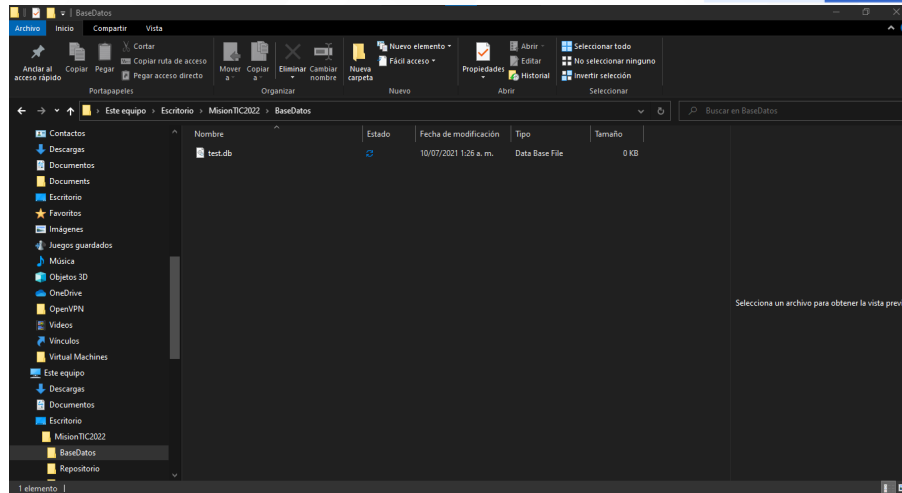 BaseDatos
Archivo Inicio Compartir Vista
Anclar al acceso rápido
Copiar
Pegar
Cortar
Copiar ruta de acceso
Pegar acceso directo
Portapapeles
Mover a
Copiar a
Eliminar
Cambiar nombre
Organizar
Nueva carpeta
Nuevo elemento
Fácil acceso
Nuevo
Propiedades
Abrir
Editar
Historial
Abrir
Seleccionar todo
No seleccionar ninguno
Invertir selección
Seleccionar
Este equipo > Escritorio > MisionTIC2022 > BaseDatos
Buscar en BaseDatos
Contactos
Descargas
Documentos
Documents
Escritorio
Favoritos
Imágenes
Juegos guardados
Música
Objetos 3D
OneDrive
OpenVPN
Videos
Vínculos
Virtual Machines
Este equipo
Descargas
Documentos
Escritorio
MisionTIC2022
BaseDatos
Repositorio
Nombre Estado Fecha de modificación Tipo Tamaño
test.db 10/07/2021 1:26 a. m. Data Base File 0 KB
Selecciona un archivo para obtener la vista previ
1 elemento